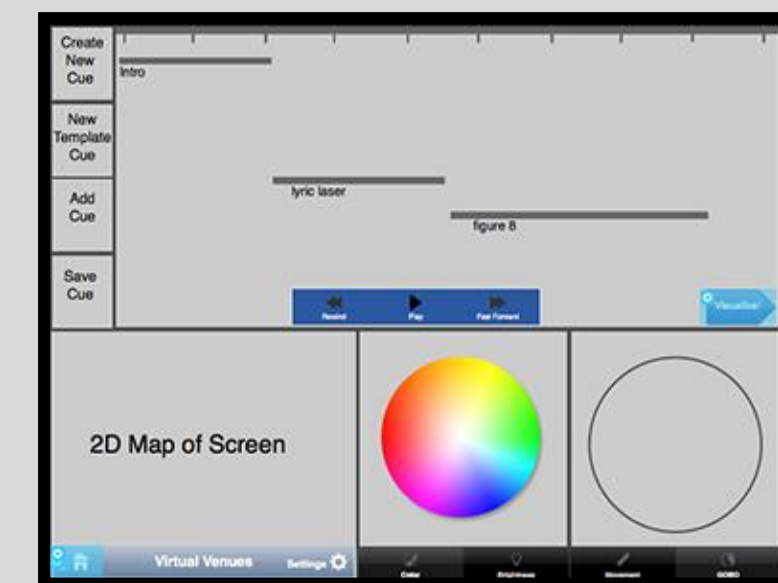 Create
New
Cue
Intro
New
Template
Cue
lyric laser
Add
Cue
figure 8
Save
Cue
Rewind
Play
Fast Forward
Visualiser
2D Map of Screen
Virtual Venues
Settings
Color
Brightness
Movement
GOBO